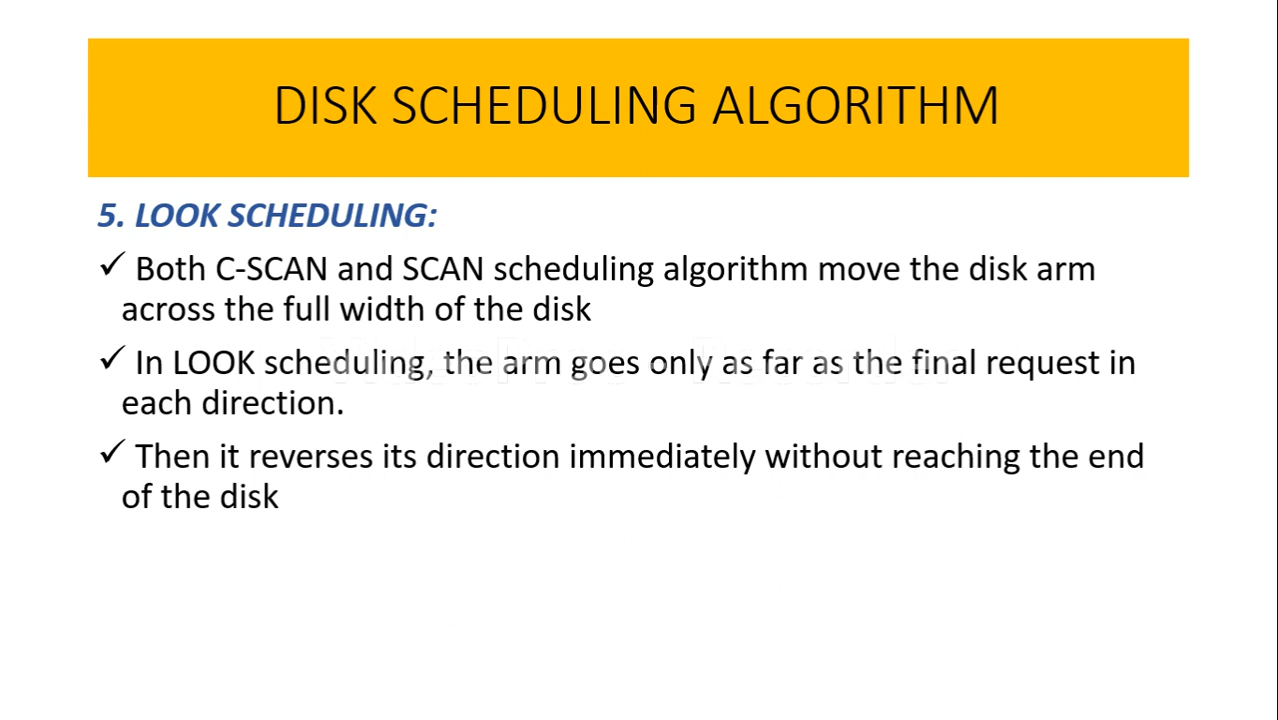 DISK SCHEDULING ALGORITHM
5. LOOK SCHEDULING:
✓ Both C-SCAN and SCAN scheduling algorithm move the disk arm
across the full width of the disk
✓ In LOOK scheduling, the arm goes only as far as the final request in
each direction.
✓ Then it reverses its direction immediately without reaching the end
of the disk